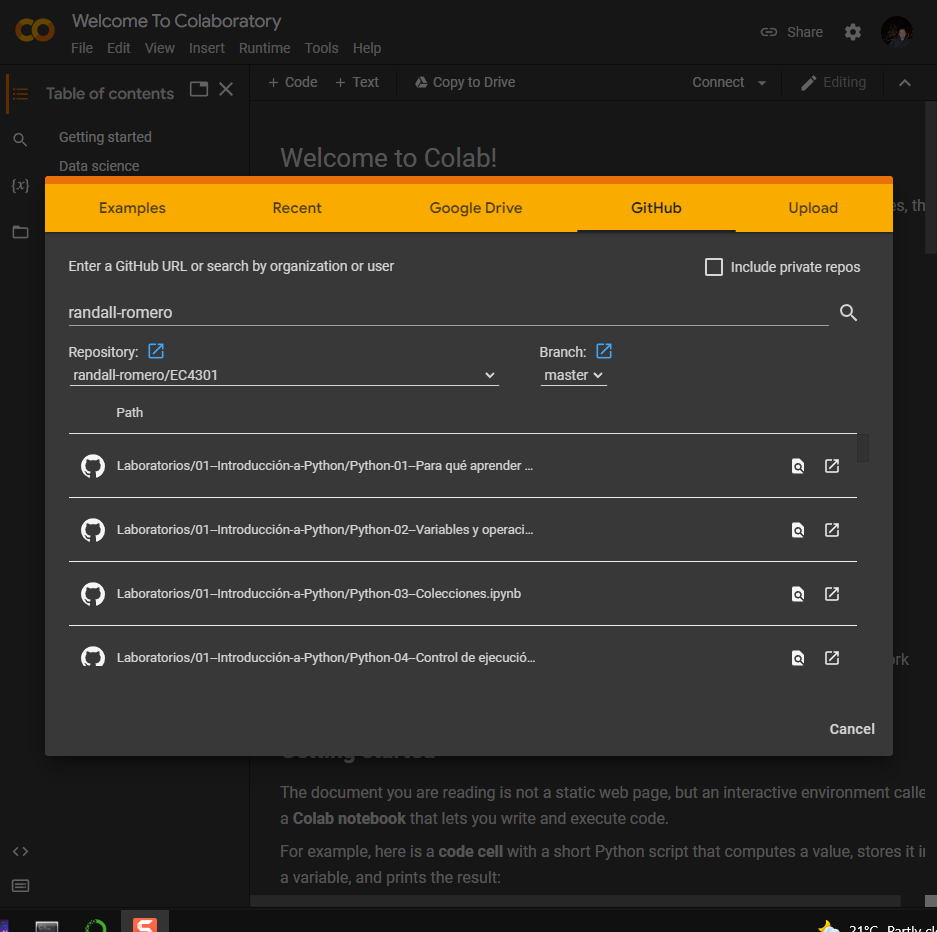 Welcome To Colaboratory
File Edit View Insert Runtime Tools Help
Share
+ Code + Text Copy to Drive
Connect
Editing
Table of contents
Getting started
Data science
{x}
Welcome to Colab!
es, th
Examples Recent Google Drive GitHub Upload
Enter a GitHub URL or search by organization or user
Include private repos
randall-romero
Repository:
Branch:
randall-romero/EC4301
master
Path
Laboratorios/01--Introducción-a-Python/Python-01--Para qué aprender …
Laboratorios/01--Introducción-a-Python/Python-02--Variables y operaci…
Laboratorios/01--Introducción-a-Python/Python-03--Colecciones.ipynb
Laboratorios/01--Introducción-a-Python/Python-04--Control de ejecució…
ork
Cancel
Getting started
The document you are reading is not a static web page, but an interactive environment calle
a Colab notebook that lets you write and execute code.
For example, here is a code cell with a short Python script that computes a value, stores it in
a variable, and prints the result:
21°C Partly cl